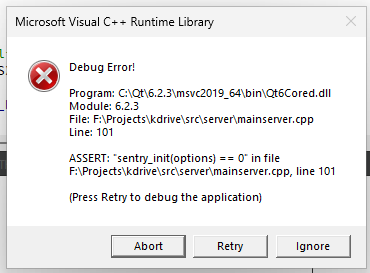 Microsoft Visual C++ Runtime Library
Debug Error!
Program: C:\Qt\6.2.3\msvc2019_64\bin\Qt6Cored.dll
Module: 6.2.3
File: F:\Projects\kdrive\src\server\mainserver.cpp
Line: 101
ASSERT: "sentry_init(options) == 0" in file
F:\Projects\kdrive\src\server\mainserver.cpp, line 101
(Press Retry to debug the application)
Abort
Retry
Ignore